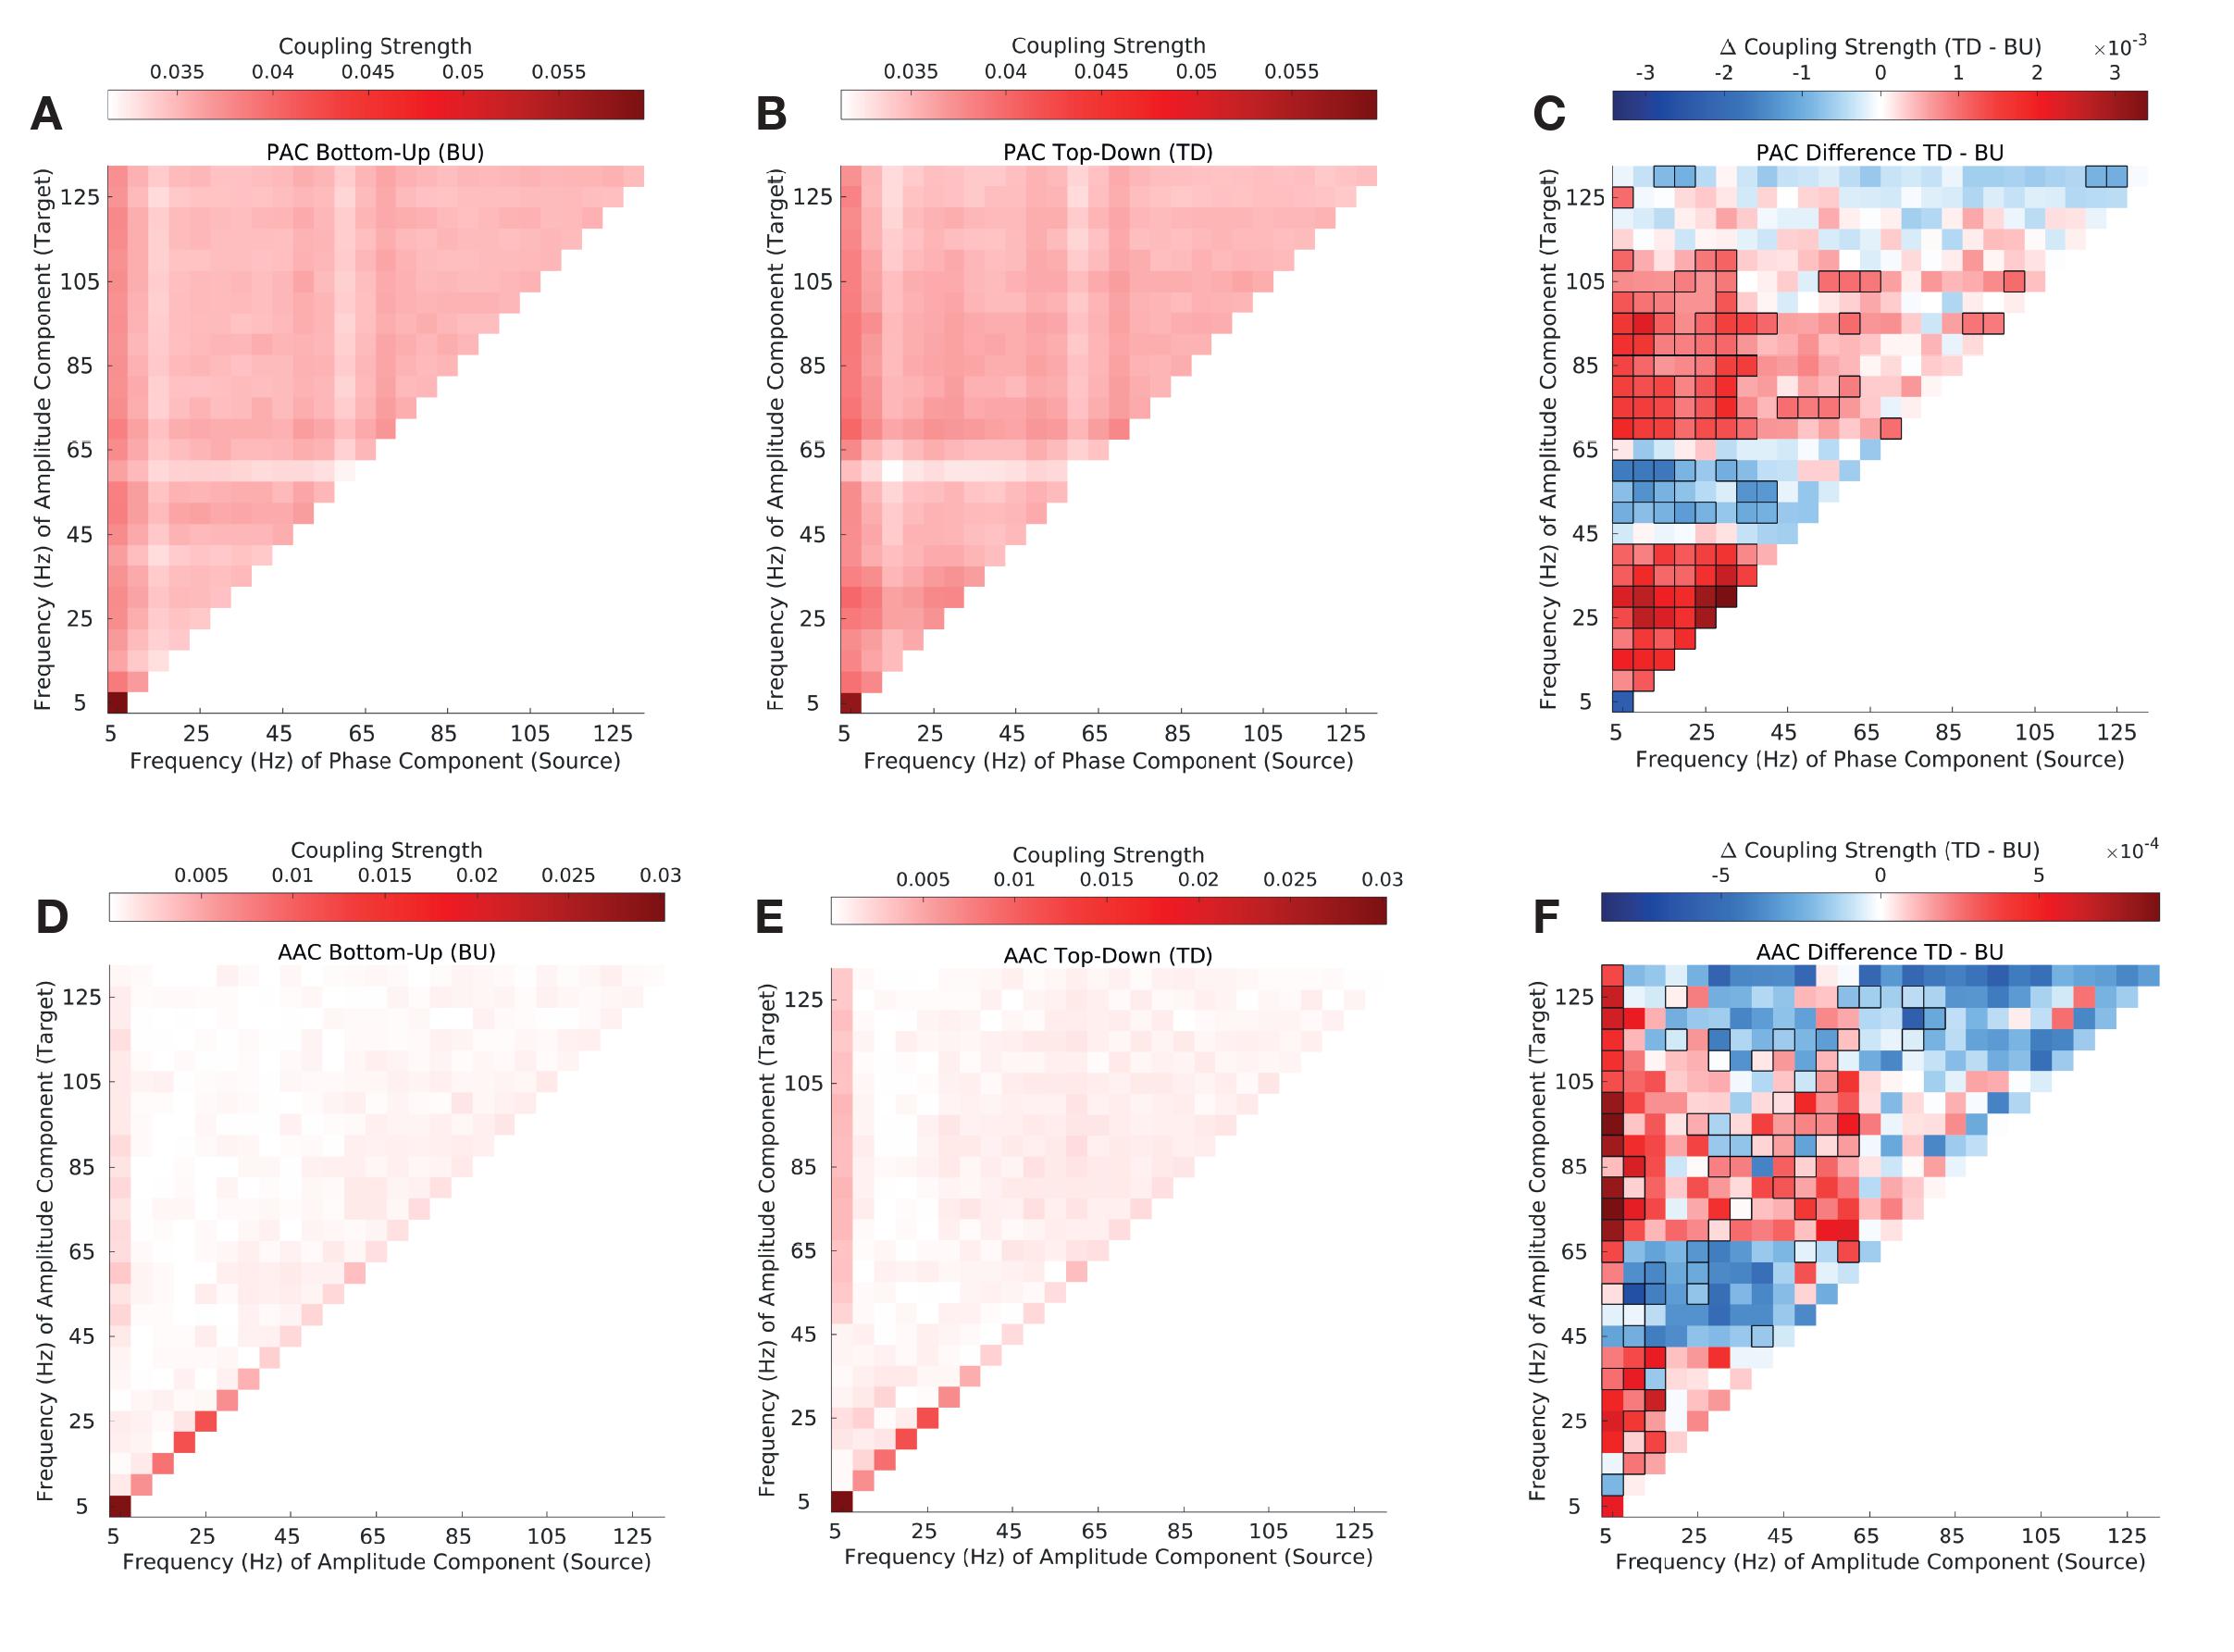 Coupling Strength
0.035 0.04 0.045 0.05 0.055
A
PAC Bottom-Up (BU)
Frequency (Hz) of Amplitude Component (Target)
125
105
85
65
45
25
5
5 25 45 65 85 105 125
Frequency (Hz) of Phase Component (Source)
Coupling Strength
0.035 0.04 0.045 0.05 0.055
B
PAC Top-Down (TD)
Frequency (Hz) of Amplitude Component (Target)
125
105
85
65
45
25
5
5 25 45 65 85 105 125
Frequency (Hz) of Phase Component (Source)
Δ Coupling Strength (TD - BU) ×10⁻³
-3 -2 -1 0 1 2 3
C
PAC Difference TD - BU
Frequency (Hz) of Amplitude Component (Target)
125
105
85
65
45
25
5
5 25 45 65 85 105 125
Frequency (Hz) of Phase Component (Source)
Coupling Strength
0.005 0.01 0.015 0.02 0.025 0.03
D
AAC Bottom-Up (BU)
Frequency (Hz) of Amplitude Component (Target)
125
105
85
65
45
25
5
5 25 45 65 85 105 125
Frequency (Hz) of Amplitude Component (Source)
Coupling Strength
0.005 0.01 0.015 0.02 0.025 0.03
E
AAC Top-Down (TD)
Frequency (Hz) of Amplitude Component (Target)
125
105
85
65
45
25
5
5 25 45 65 85 105 125
Frequency (Hz) of Amplitude Component (Source)
Δ Coupling Strength (TD - BU) ×10⁻⁴
-5 0 5
F
AAC Difference TD - BU
Frequency (Hz) of Amplitude Component (Target)
125
105
85
65
45
25
5
5 25 45 65 85 105 125
Frequency (Hz) of Amplitude Component (Source)